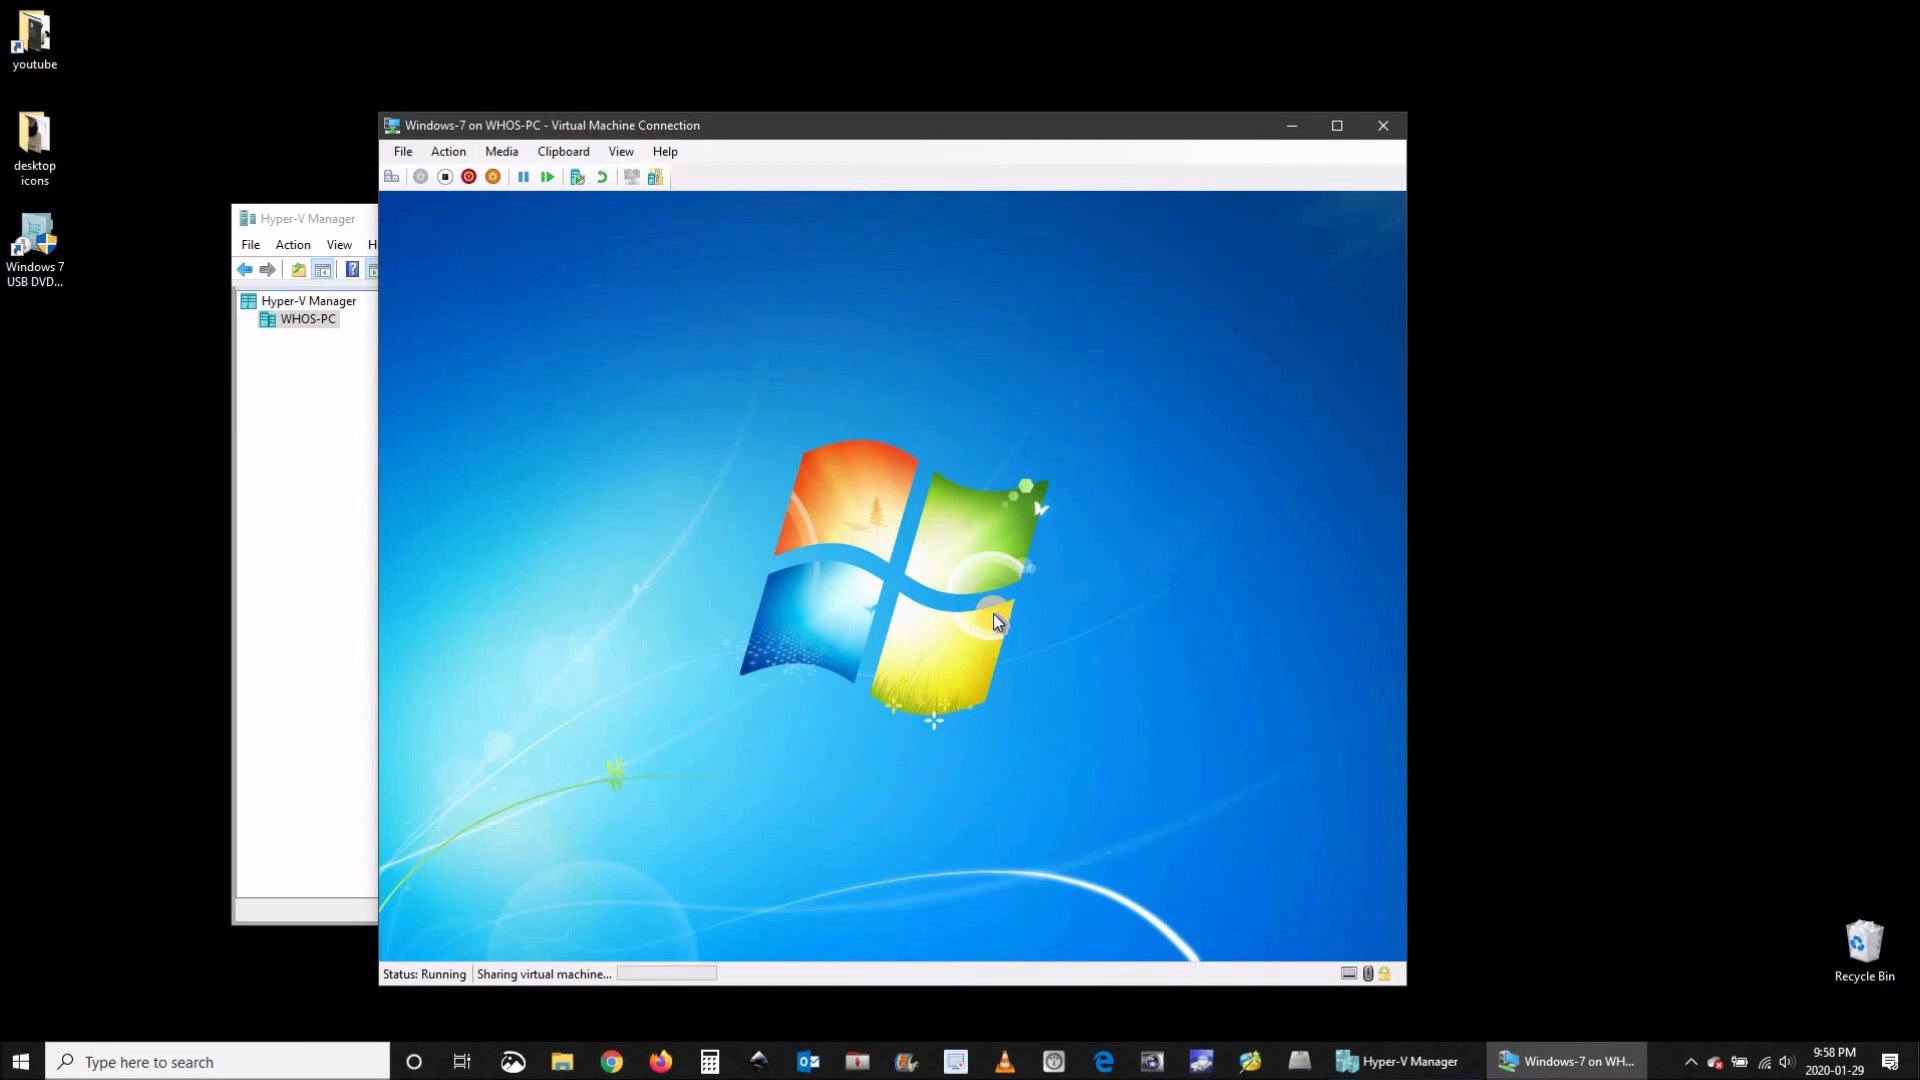 youtube
desktop
icons
Windows 7
USB DVD...
Windows-7 on WHOS-PC - Virtual Machine Connection
File Action Media Clipboard View Help
Hyper-V Manager
File Action View H
Hyper-V Manager
WHOS-PC
Status: Running Sharing virtual machine...
Recycle Bin
Type here to search
Hyper-V Manager
Windows-7 on WH...
9:58 PM
2020-01-29